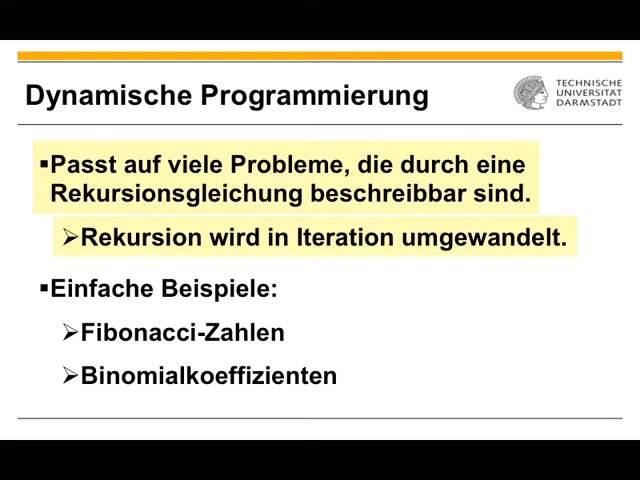 Dynamische Programmierung
TECHNISCHE
UNIVERSITÄT
DARMSTADT
▪Passt auf viele Probleme, die durch eine
Rekursionsgleichung beschreibbar sind.
➢Rekursion wird in Iteration umgewandelt.
▪Einfache Beispiele:
➢Fibonacci-Zahlen
➢Binomialkoeffizienten